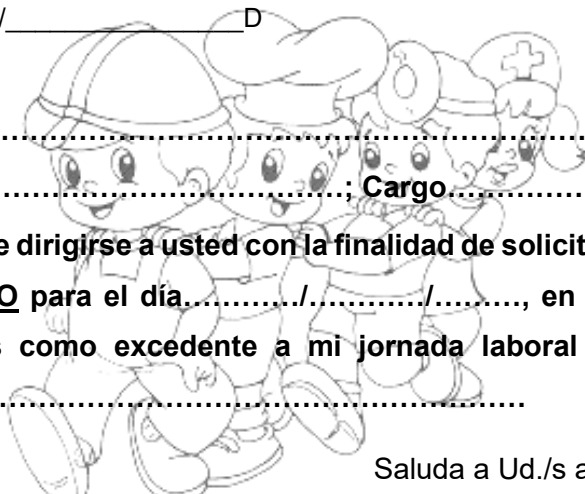 /________________D
…………………………………………………………………
………………………………….; Cargo……………
e dirigirse a usted con la finalidad de solicit
O para el día…………/…………/………, en
s como excedente a mi jornada laboral
……………………………………………………
Saluda a Ud./s a